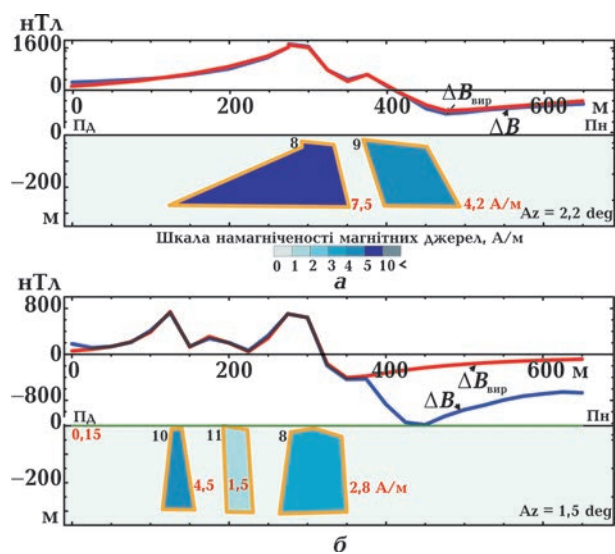 нТл
1600
0
0
200
400
600
м
ΔBвир
ΔB
Пд
Пн
0
8
9
−200
7,5
4,2 А/м
м
Az = 2,2 deg
Шкала намагніченості магнітних джерел, А/м
0 1 2 3 4 5 10 <
а
нТл
800
0
0
200
400
м
600
ΔBвир
−800
ΔB
Пд
Пн
0
0,15
10
11
8
−200
4,5
1,5
2,8 А/м
м
Az = 1,5 deg
б